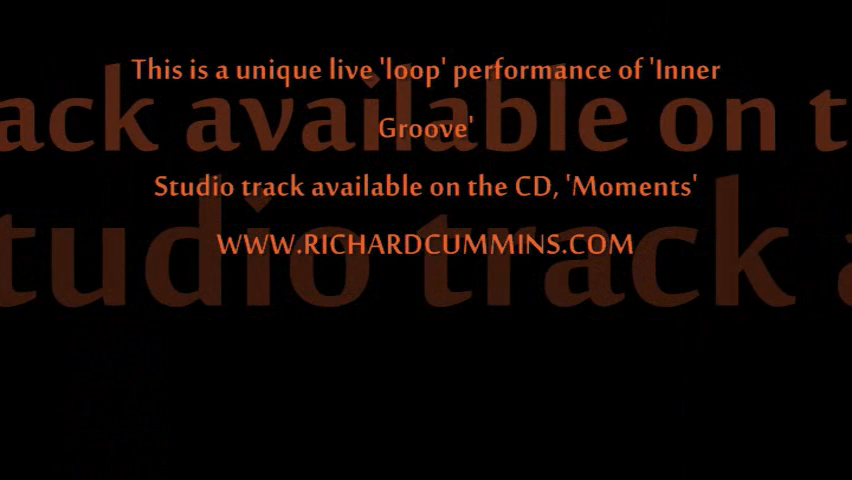 This is a unique live 'loop' performance of 'Inner
Groove'
Studio track available on the CD, 'Moments'
WWW.RICHARDCUMMINS.COM
ack available on t
tudio track a